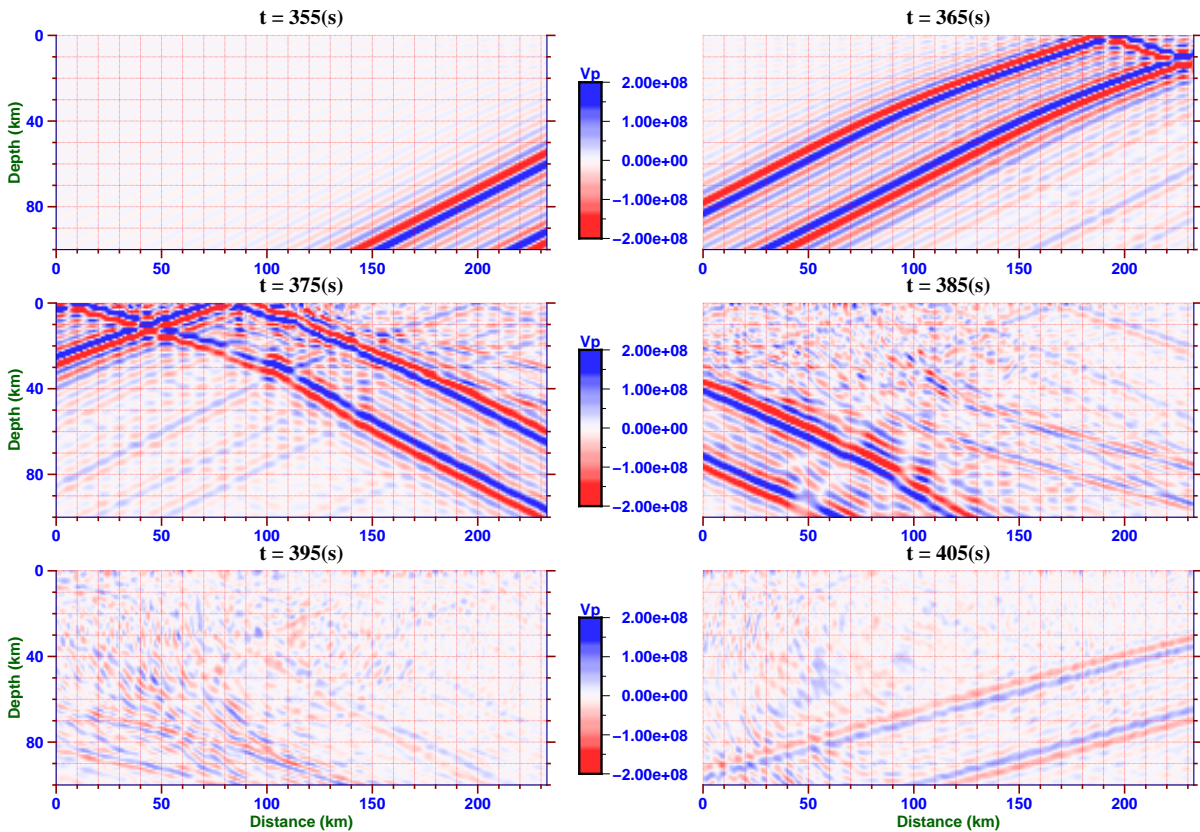 t = 355(s)
t = 365(s)
0
40
80
Depth (km)
0 50 100 150 200
Vp
2.00e+08
1.00e+08
0.00e+00
−1.00e+08
−2.00e+08
0 50 100 150 200
t = 375(s)
t = 385(s)
0
40
80
Depth (km)
0 50 100 150 200
Vp
2.00e+08
1.00e+08
0.00e+00
−1.00e+08
−2.00e+08
0 50 100 150 200
t = 395(s)
t = 405(s)
0
40
80
Depth (km)
0 50 100 150 200
Distance (km)
Vp
2.00e+08
1.00e+08
0.00e+00
−1.00e+08
−2.00e+08
0 50 100 150 200
Distance (km)